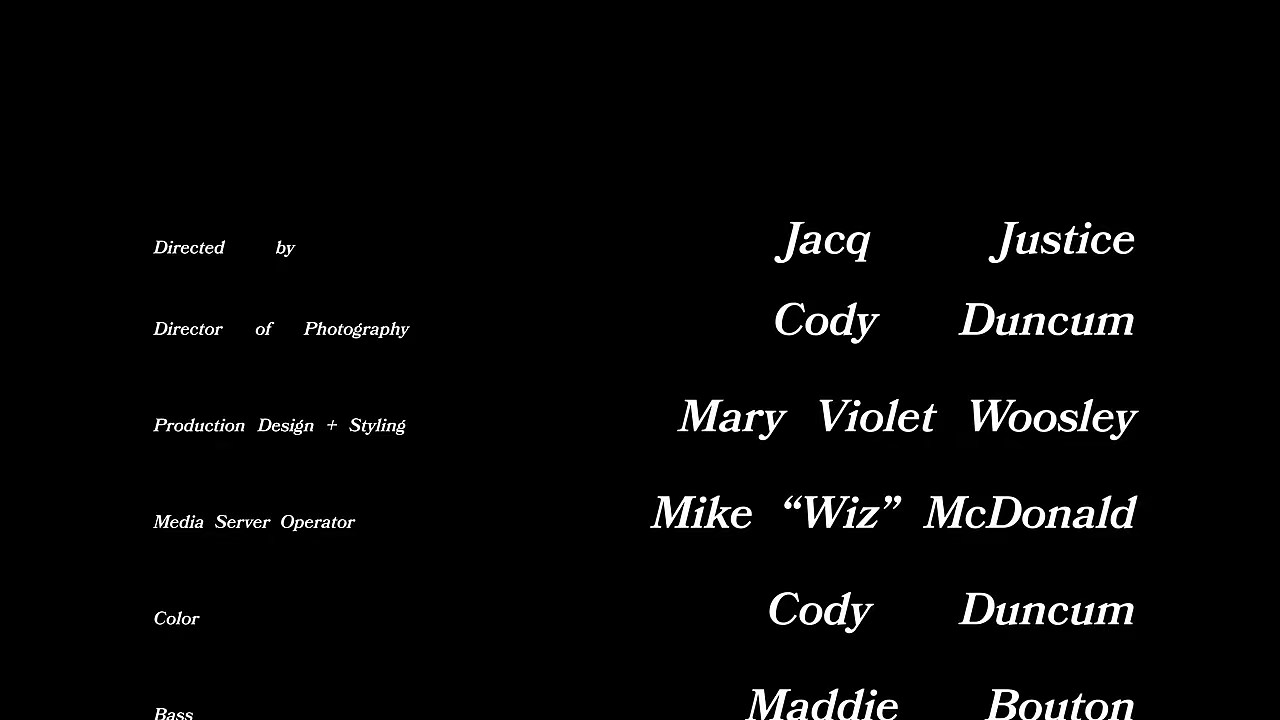 Directed by Jacq Justice
Director of Photography Cody Duncum
Production Design + Styling Mary Violet Woosley
Media Server Operator Mike “Wiz” McDonald
Color Cody Duncum
Bass Maddie Bouton